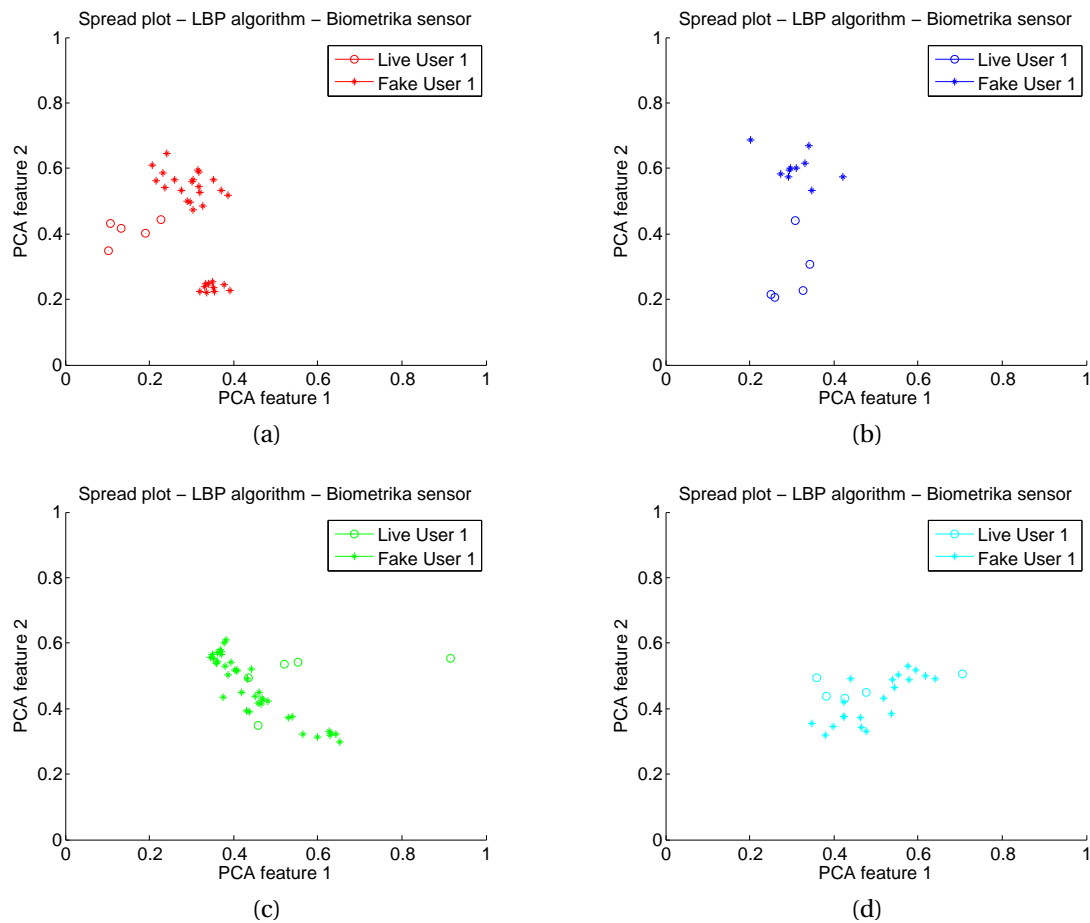 Spread plot – LBP algorithm – Biometrika sensor
1
0.8
0.6
0.4
0.2
0
PCA feature 2
Live User 1
Fake User 1
0 0.2 0.4 0.6 0.8 1
PCA feature 1
(a)
Spread plot – LBP algorithm – Biometrika sensor
1
0.8
0.6
0.4
0.2
0
PCA feature 2
Live User 1
Fake User 1
0 0.2 0.4 0.6 0.8 1
PCA feature 1
(b)
Spread plot – LBP algorithm – Biometrika sensor
1
0.8
0.6
0.4
0.2
0
PCA feature 2
Live User 1
Fake User 1
0 0.2 0.4 0.6 0.8 1
PCA feature 1
(c)
Spread plot – LBP algorithm – Biometrika sensor
1
0.8
0.6
0.4
0.2
0
PCA feature 2
Live User 1
Fake User 1
0 0.2 0.4 0.6 0.8 1
PCA feature 1
(d)